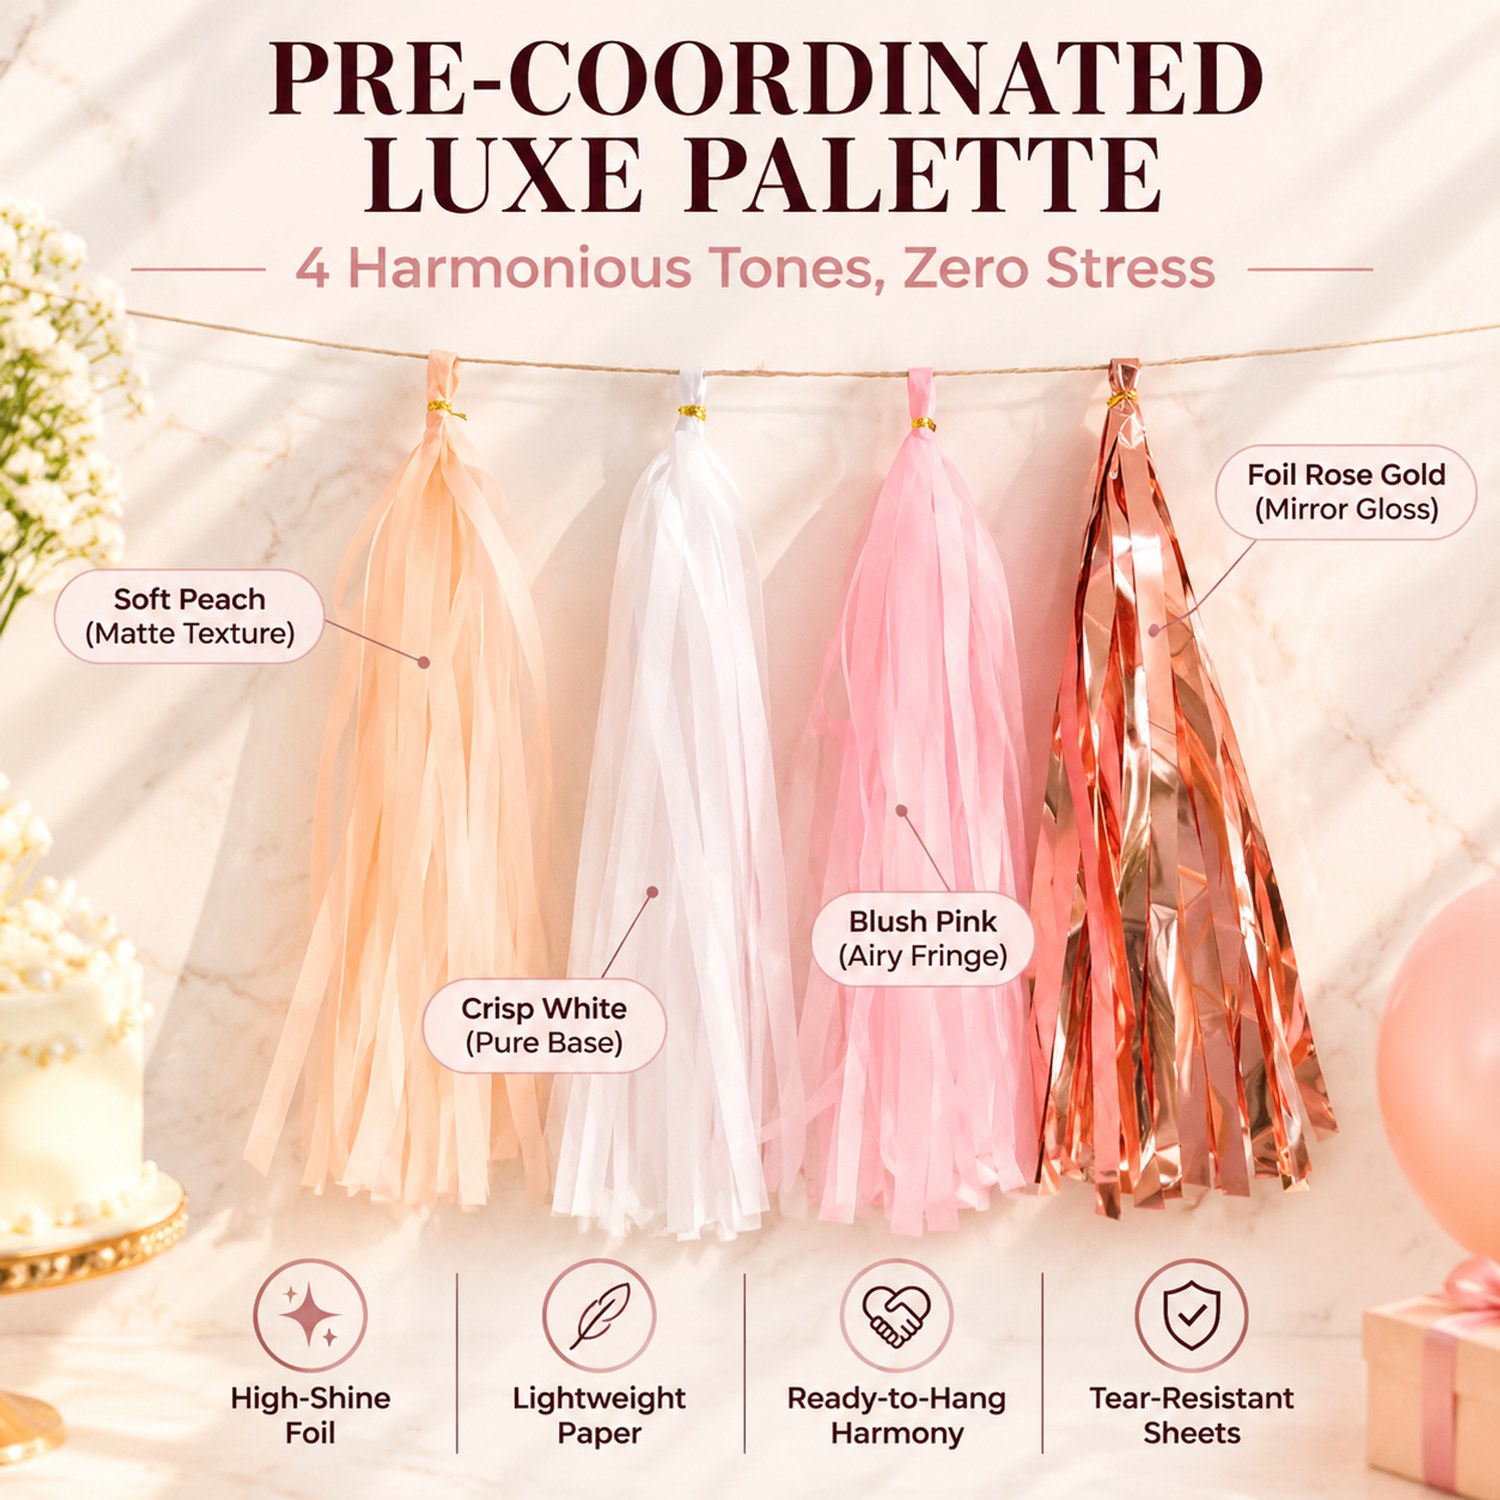 PRE-COORDINATED
LUXE PALETTE
4 Harmonious Tones, Zero Stress
Foil Rose Gold
(Mirror Gloss)
Soft Peach
(Matte Texture)
Blush Pink
(Airy Fringe)
Crisp White
(Pure Base)
High-Shine
Foil
Lightweight
Paper
Ready-to-Hang
Harmony
Tear-Resistant
Sheets